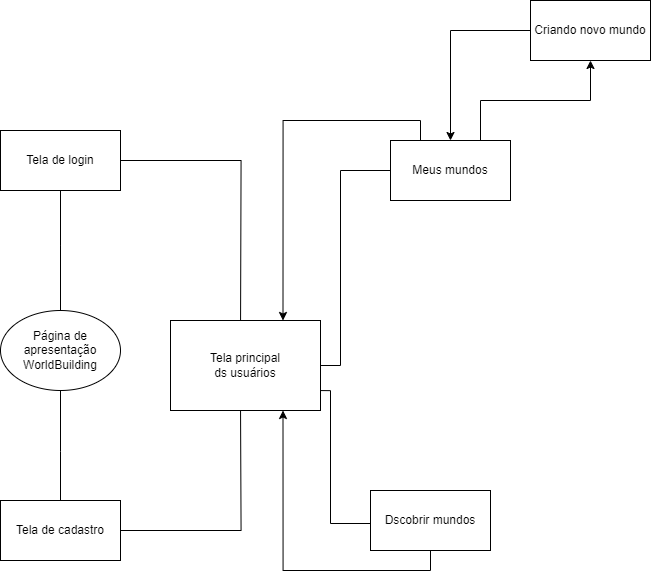 Criando novo mundo
Tela de login
Meus mundos
Página de
apresentação
WorldBuilding
Tela principal
ds usuários
Tela de cadastro
Dscobrir mundos